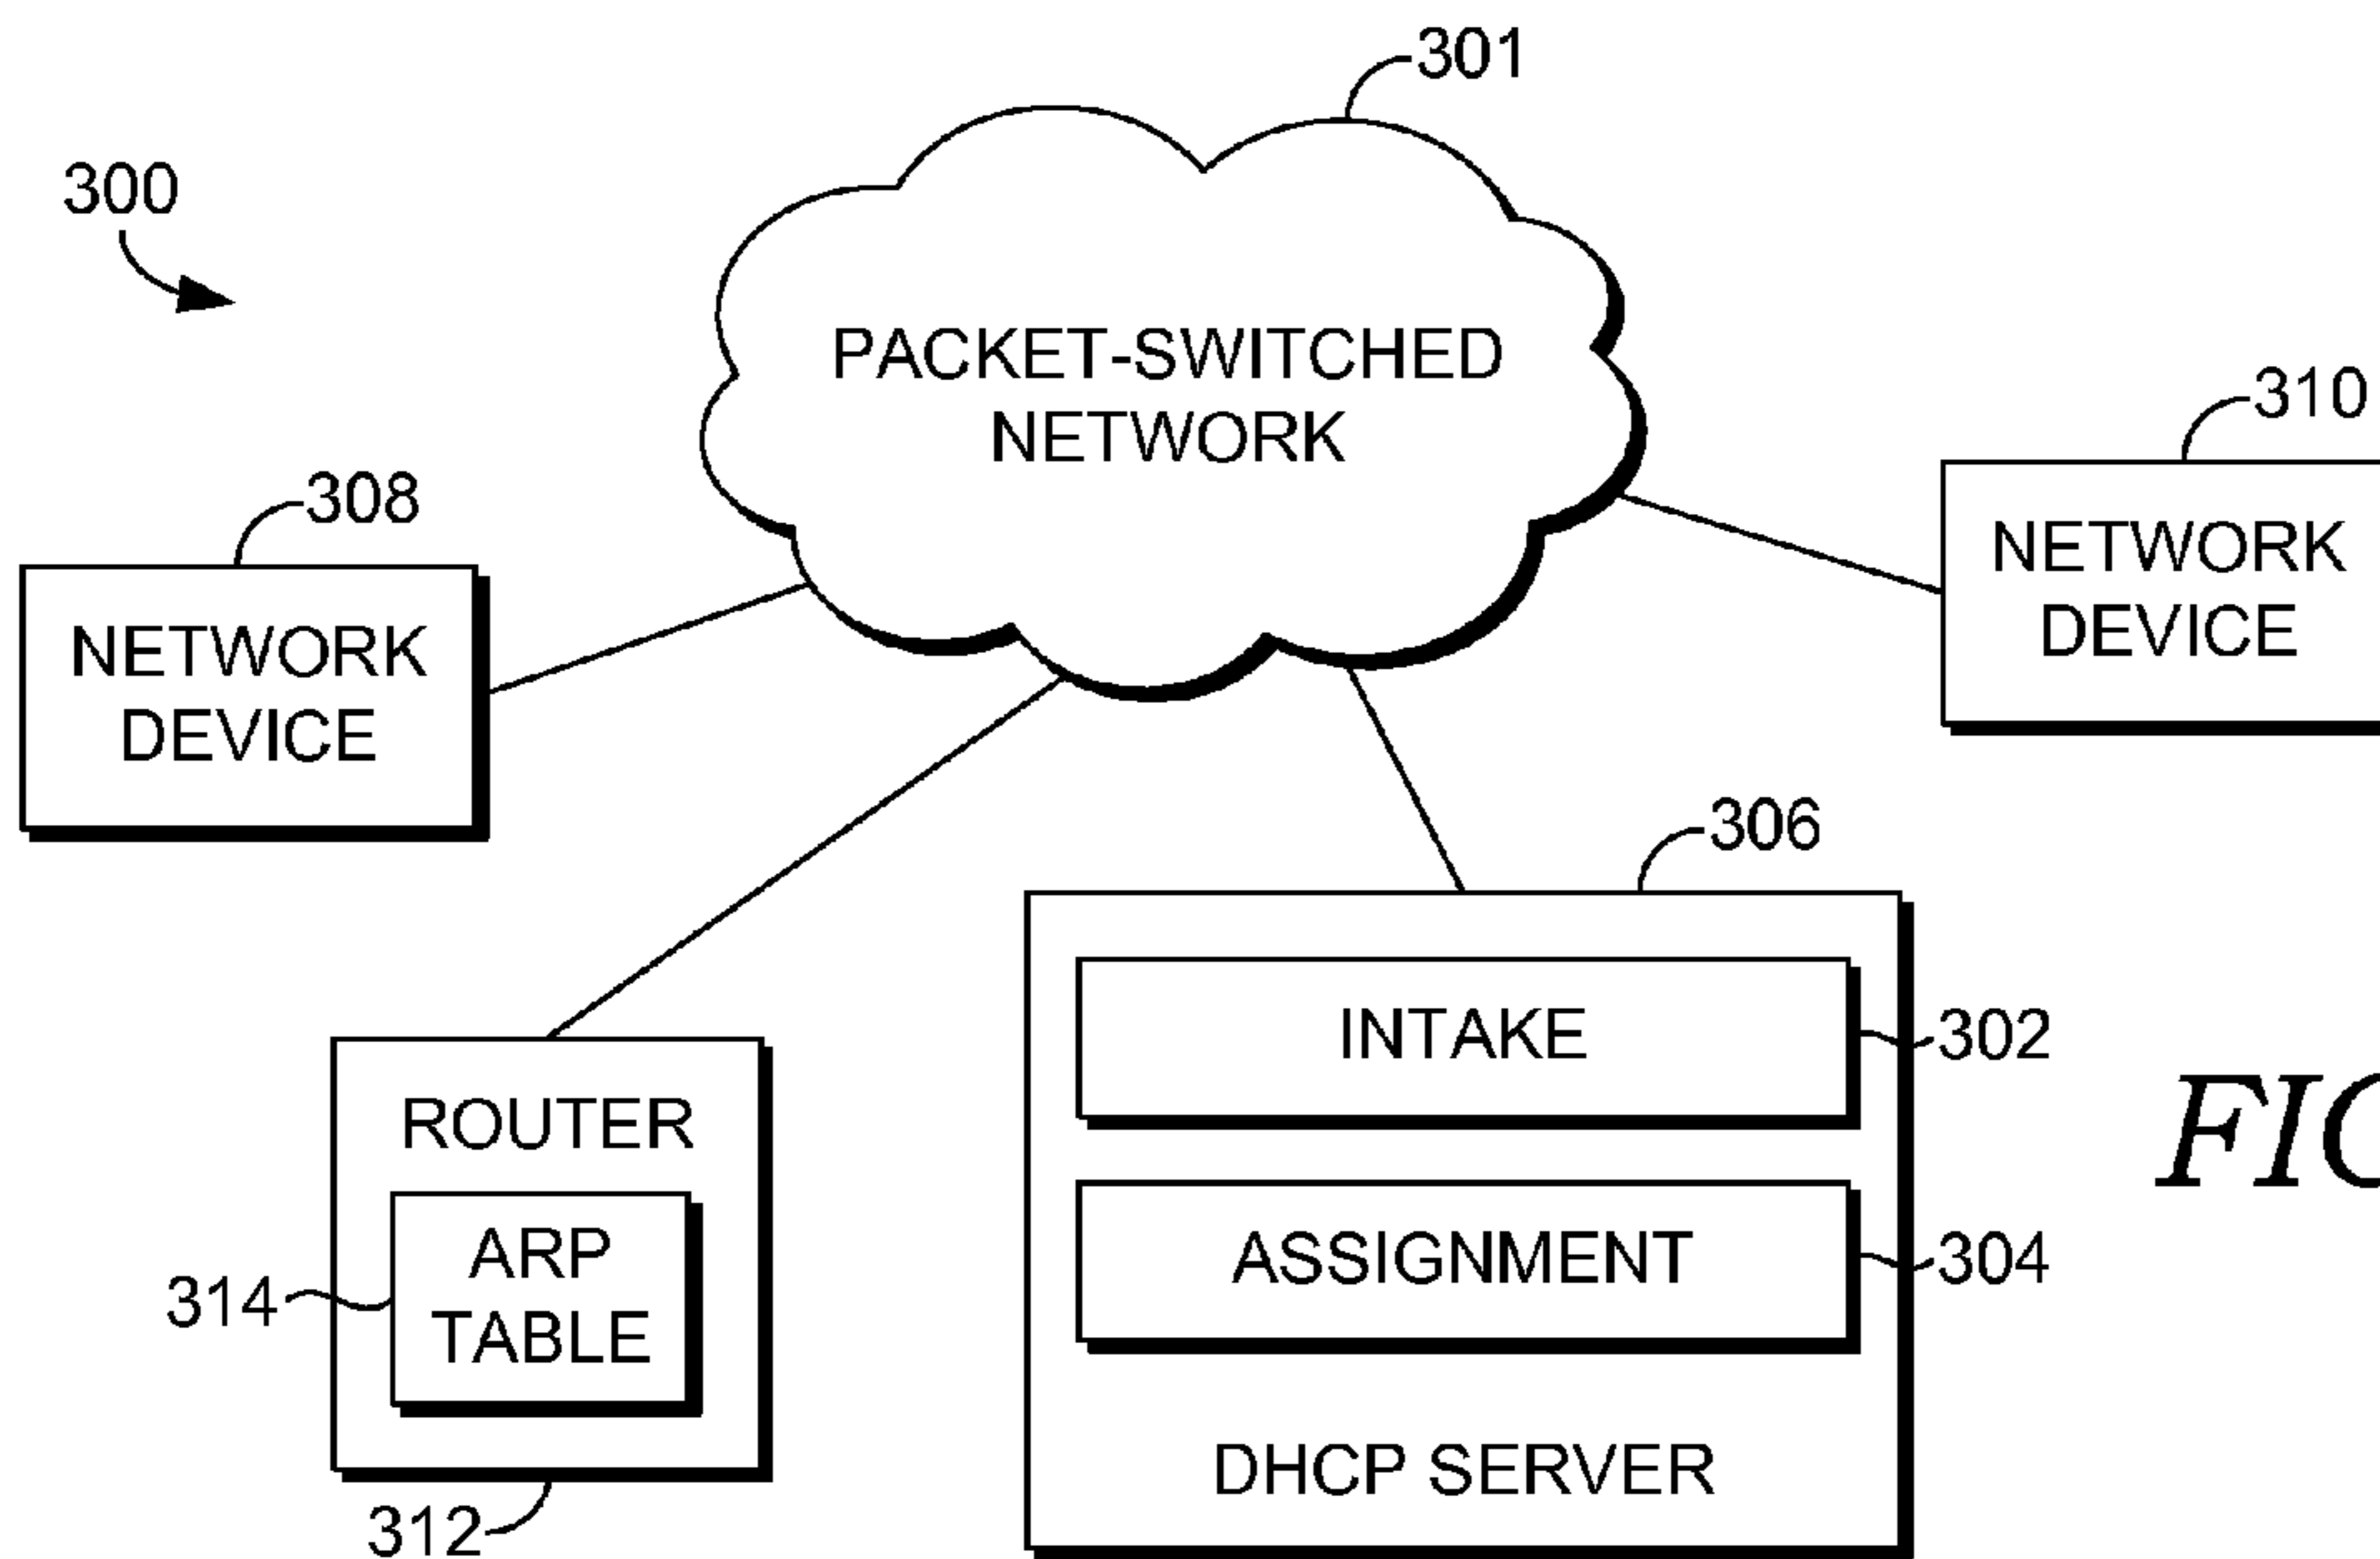 301
300
PACKET-SWITCHED
NETWORK
310
308
NETWORK
DEVICE
NETWORK
DEVICE
306
INTAKE
302
ROUTER
ASSIGNMENT
304
ARP
TABLE
314
DHCP SERVER
312